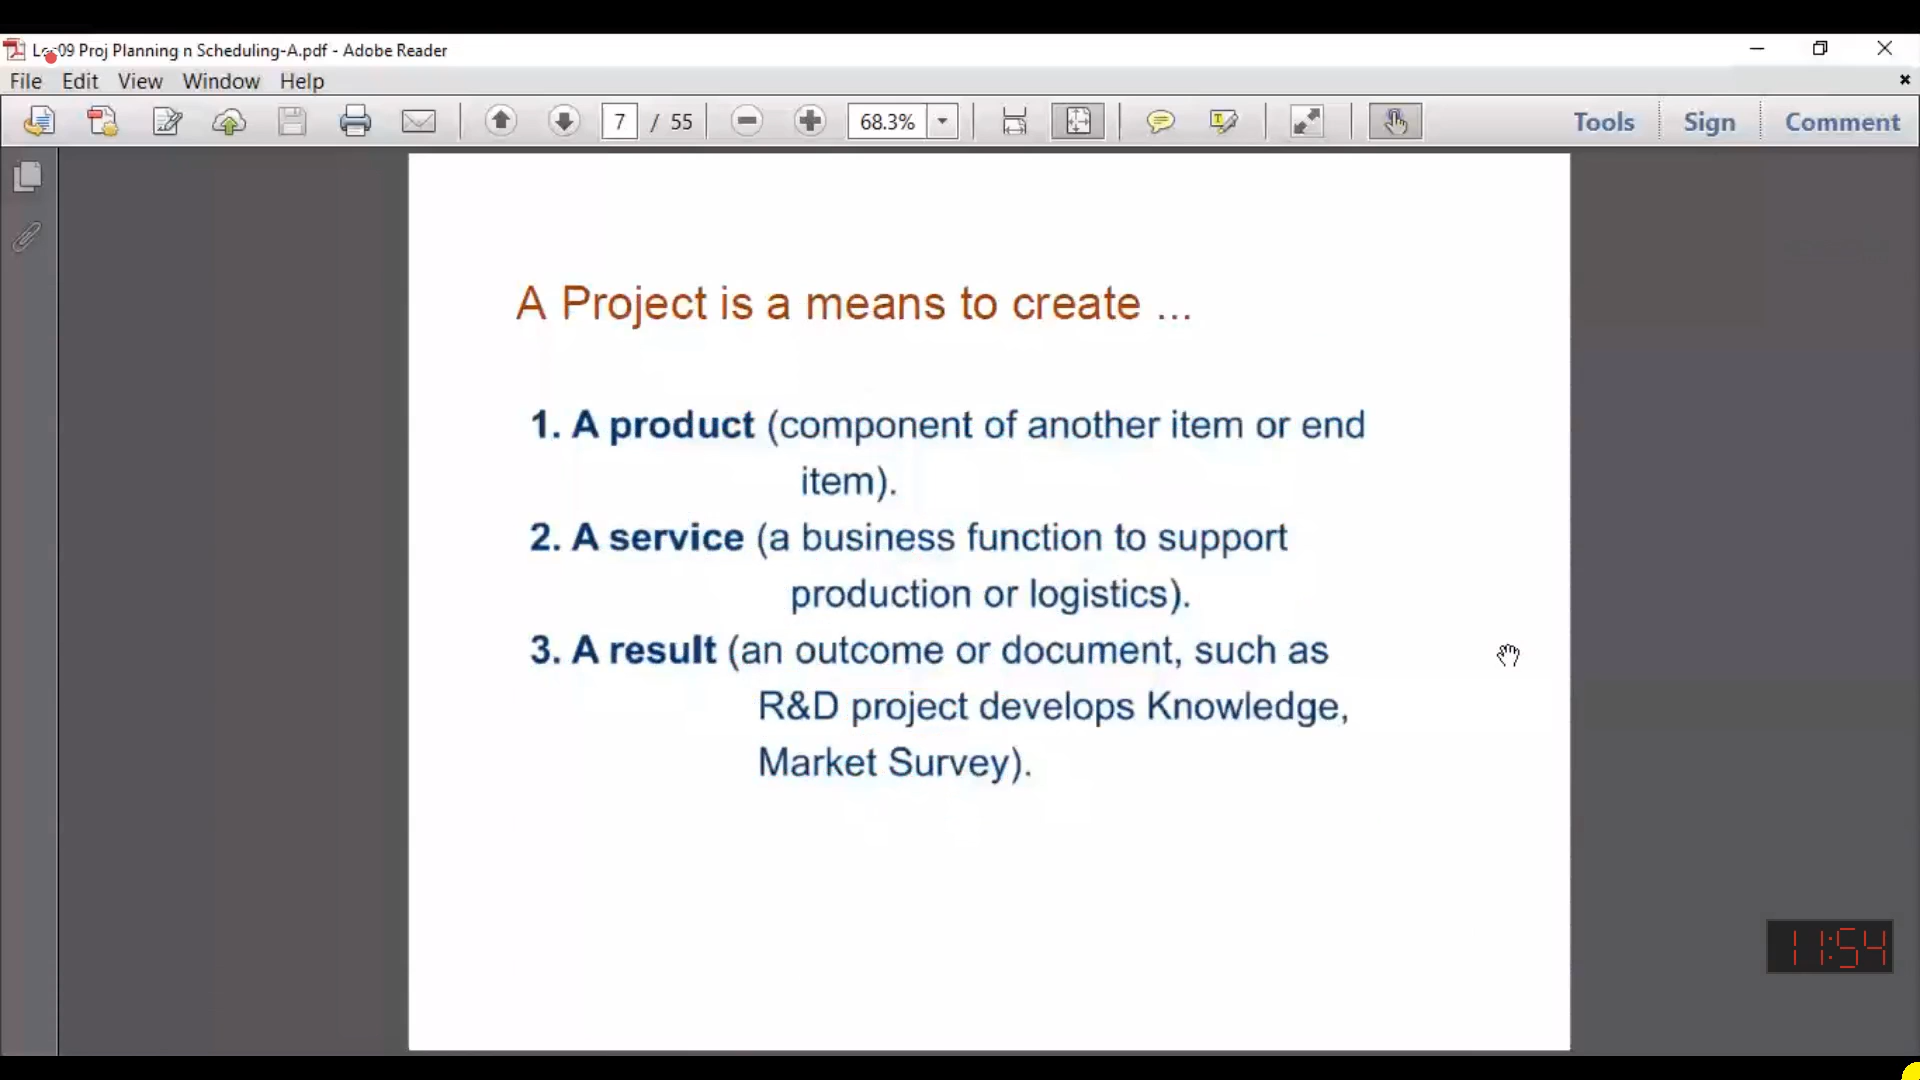 09 Proj Planning n Scheduling-A.pdf - Adobe Reader
File Edit View Window Help
7 / 55 68.3% Tools Sign Comment
A Project is a means to create ...
1. A product (component of another item or end
item).
2. A service (a business function to support
production or logistics).
3. A result (an outcome or document, such as
R&D project develops Knowledge,
Market Survey).
11:54